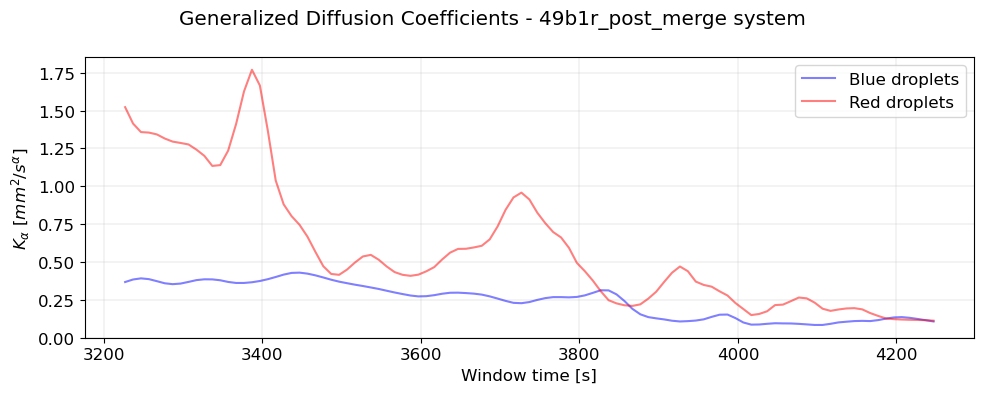 Generalized Diffusion Coefficients - 49b1r_post_merge system
Blue droplets
Red droplets
K_α [mm²/s^α]
1.75
1.50
1.25
1.00
0.75
0.50
0.25
0.00
3200 3400 3600 3800 4000 4200
Window time [s]